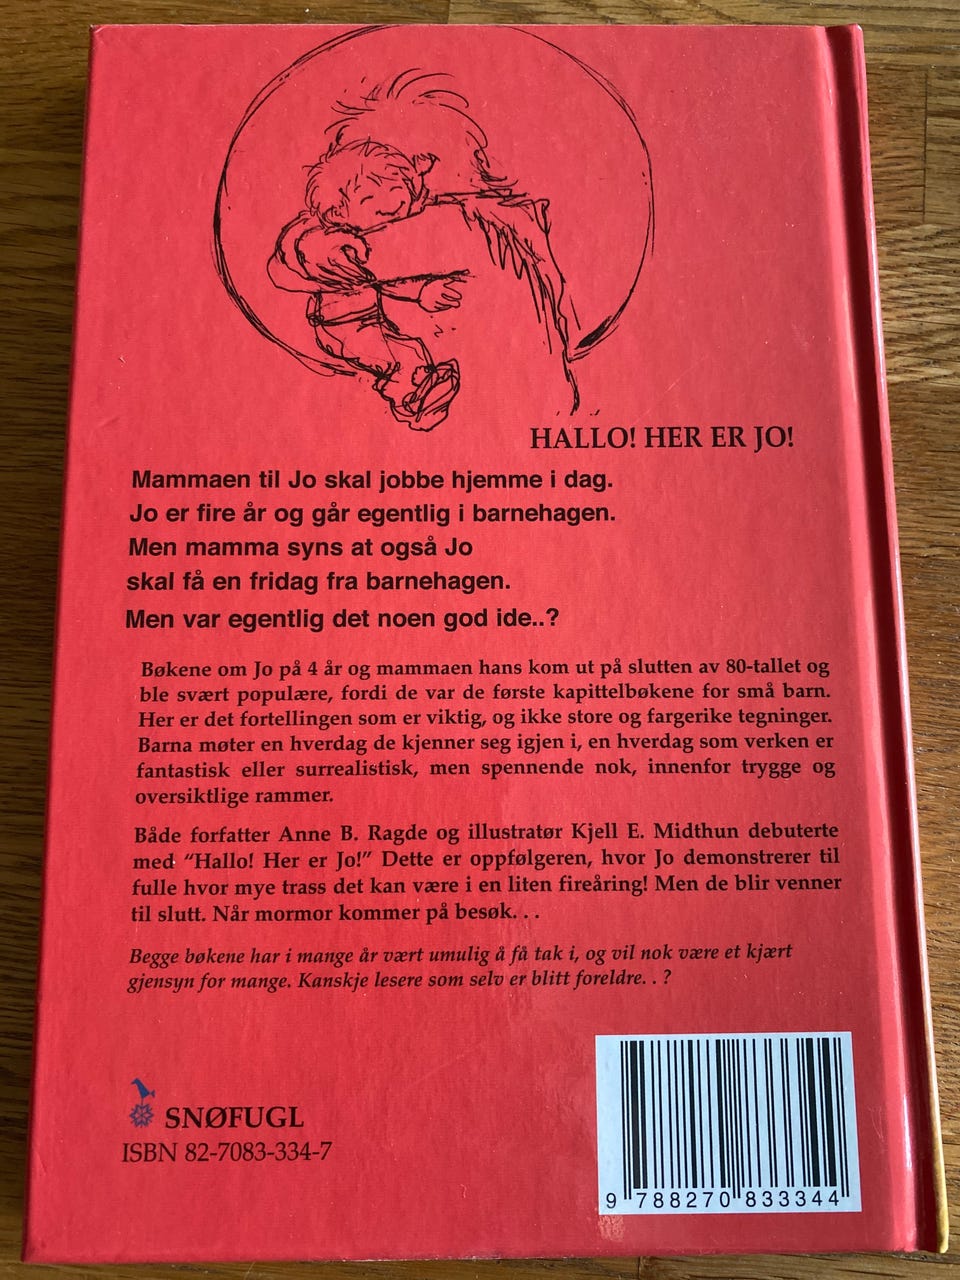 HALLO! HER ER JO!
Mammaen til Jo skal jobbe hjemme i dag.
Jo er fire år og går egentlig i barnehagen.
Men mamma syns at også Jo
skal få en fridag fra barnehagen.
Men var egentlig det noen god ide..?
Bøkene om Jo på 4 år og mammaen hans kom ut på slutten av 80-tallet og
ble svært populære, fordi de var de første kapittelbøkene for små barn.
Her er det fortellingen som er viktig, og ikke store og fargerike tegninger.
Barna møter en hverdag de kjenner seg igjen i, en hverdag som verken er
fantastisk eller surrealistisk, men spennende nok, innenfor trygge og
oversiktlige rammer.
Både forfatter Anne B. Ragde og illustratør Kjell E. Midthun debuterte
med “Hallo! Her er Jo!” Dette er oppfølgeren, hvor Jo demonstrerer til
fulle hvor mye trass det kan være i en liten fireåring! Men de blir venner
til slutt. Når mormor kommer på besøk. . .
Begge bøkene har i mange år vært umulig å få tak i, og vil nok være et kjært
gjensyn for mange. Kanskje lesere som selv er blitt foreldre. . ?
SNØFUGL
ISBN 82-7083-334-7
9 788270 833344